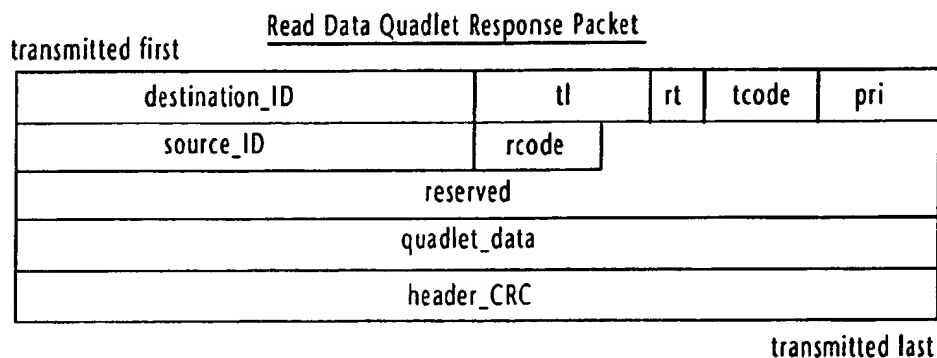 Read Data Quadlet Response Packet
transmitted first
destination_ID tl rt tcode pri
source_ID rcode
reserved
quadlet_data
header_CRC
transmitted last